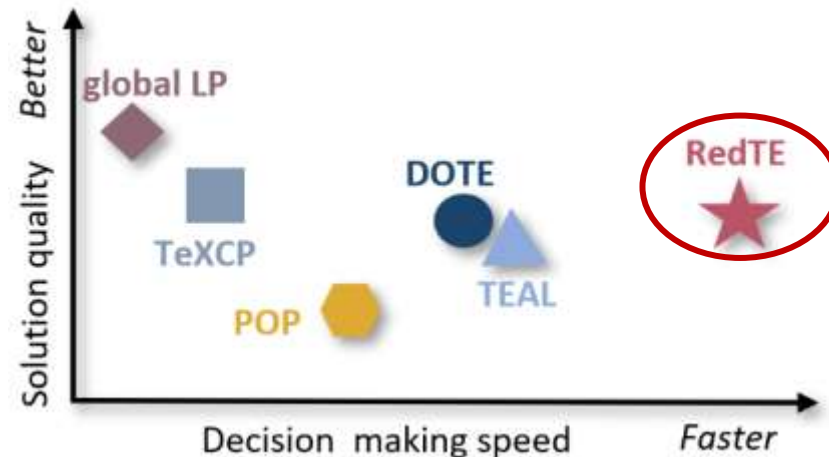 Better
Solution quality
global LP
TeXCP
POP
DOTE
TEAL
RedTE
Decision making speed
Faster